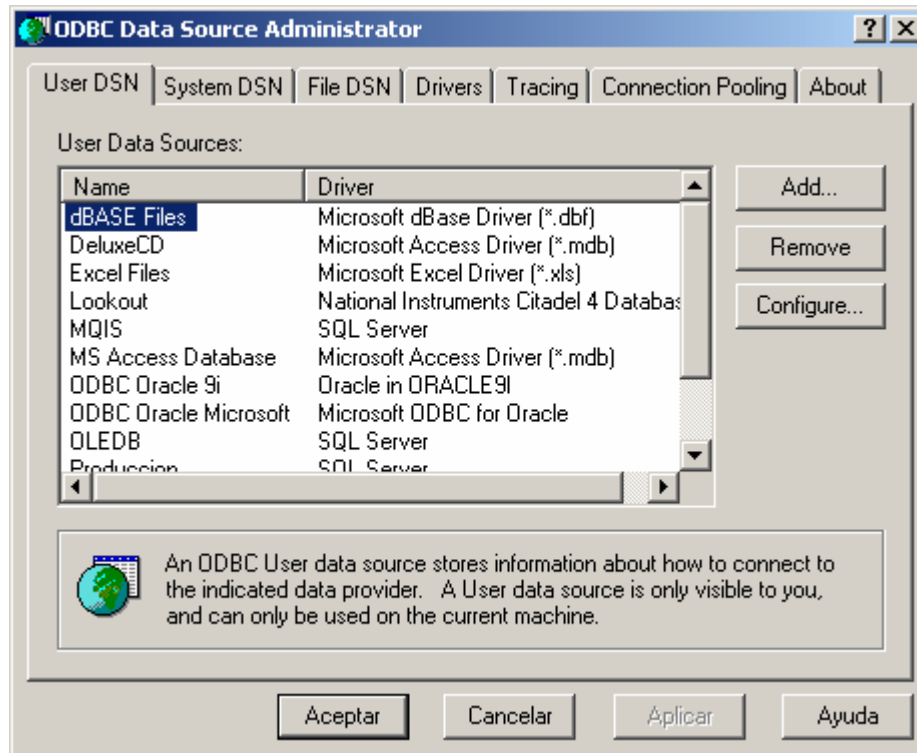 ODBC Data Source Administrator
User DSN System DSN File DSN Drivers Tracing Connection Pooling About
User Data Sources:
Name Driver
dBASE Files Microsoft dBase Driver (*.dbf)
DeluxeCD Microsoft Access Driver (*.mdb)
Excel Files Microsoft Excel Driver (*.xls)
Lookout National Instruments Citadel 4 Databas
MQIS SQL Server
MS Access Database Microsoft Access Driver (*.mdb)
ODBC Oracle 9i Oracle in ORACLE9I
ODBC Oracle Microsoft Microsoft ODBC for Oracle
OLEDB SQL Server
Produccion SQL Server
Add...
Remove
Configure...
An ODBC User data source stores information about how to connect to
the indicated data provider. A User data source is only visible to you,
and can only be used on the current machine.
Aceptar Cancelar Aplicar Ayuda